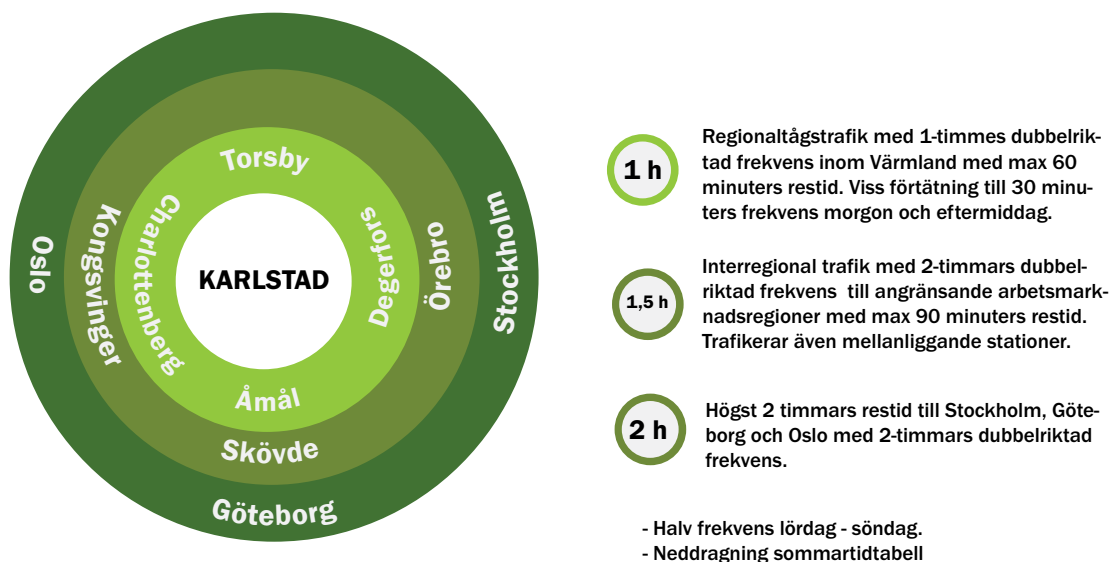 Torsby
Charlottenberg
Degerfors
Åmål
KARLSTAD
Kongsvinger
Örebro
Skövde
Oslo
Stockholm
Göteborg
1 h
Regionaltågstrafik med 1-timmes dubbelrik-
tad frekvens inom Värmland med max 60
minuters restid. Viss förtätning till 30 minu-
ters frekvens morgon och eftermiddag.
1,5 h
Interregional trafik med 2-timmars dubbel-
riktad frekvens till angränsande arbetsmark-
nadsregioner med max 90 minuters restid.
Trafikerar även mellanliggande stationer.
2 h
Högst 2 timmars restid till Stockholm, Göte-
borg och Oslo med 2-timmars dubbelriktad
frekvens.
- Halv frekvens lördag - söndag.
- Neddragning sommartidtabell